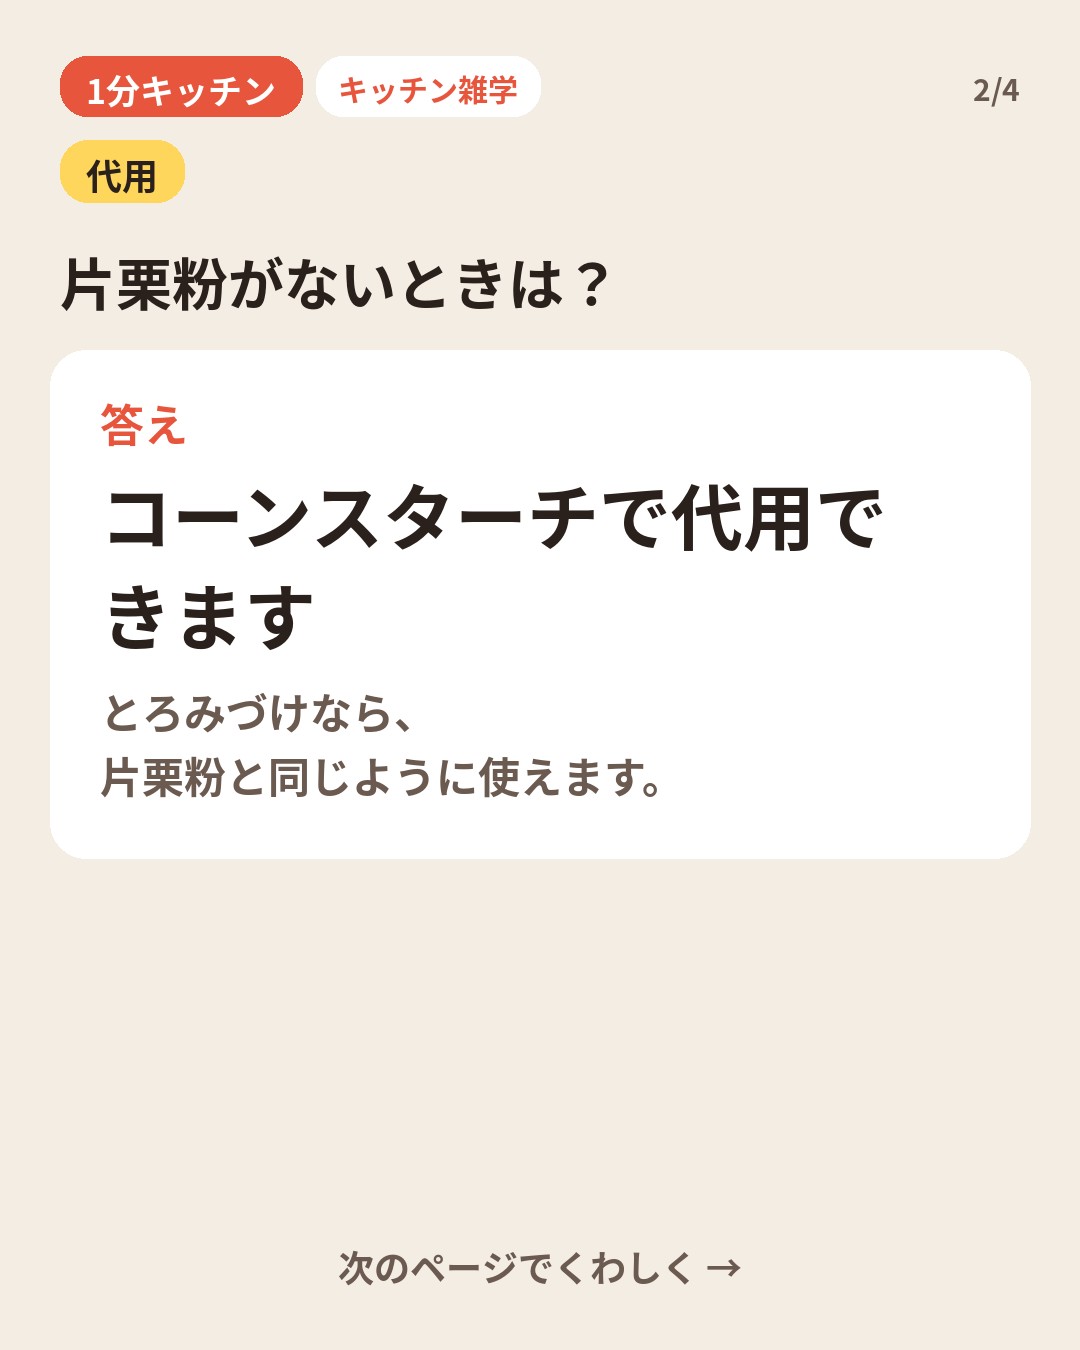 1分キッチン キッチン雑学 2/4
代用
片栗粉がないときは？
答え
コーンスターチで代用で
きます
とろみづけなら、
片栗粉と同じように使えます。
次のページでくわしく →